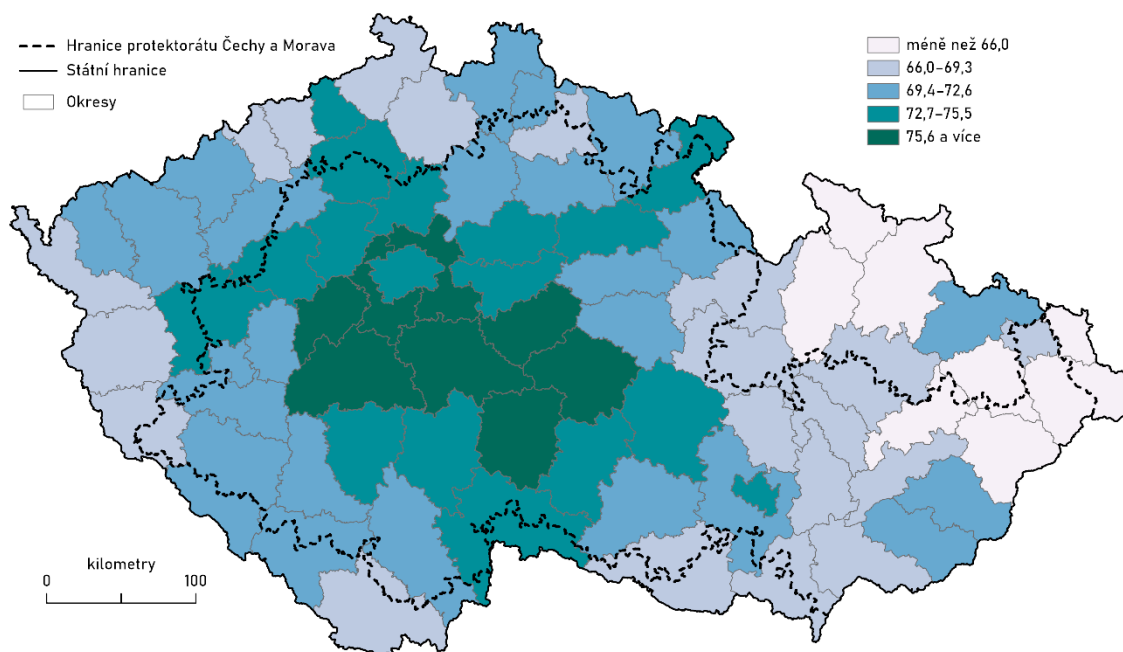 Hranice protektorátu Čechy a Morava
Státní hranice
Okresy
méně než 66,0
66,0–69,3
69,4–72,6
72,7–75,5
75,6 a více
kilometry
0 100